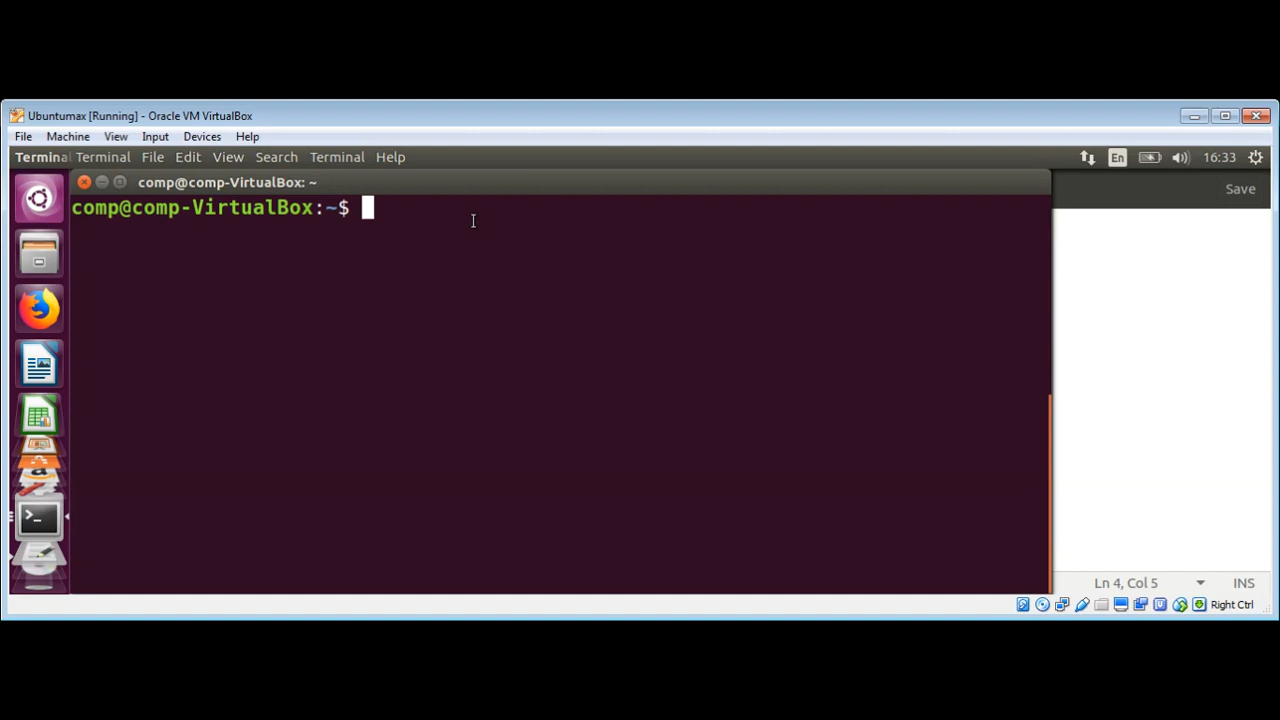 Ubuntumax [Running] - Oracle VM VirtualBox
File Machine View Input Devices Help
Termina Terminal File Edit View Search Terminal Help En 16:33
comp@comp-VirtualBox: ~
Save
comp@comp-VirtualBox:~$
Ln 4, Col 5 INS
Right Ctrl